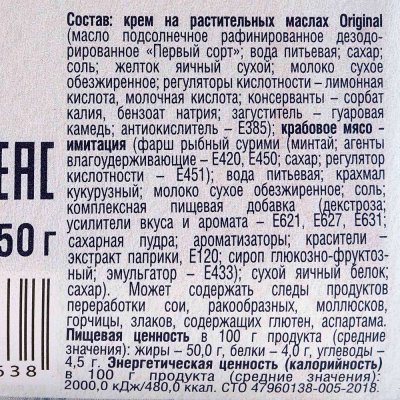 Состав: крем на растительных маслах Original
(масло подсолнечное рафинированное дезодо-
рированное «Первый сорт»; вода питьевая; сахар;
соль; желток яичный сухой; молоко сухое
обезжиренное; регуляторы кислотности – лимонная
кислота, молочная кислота; консерванты – сорбат
калия, бензоат натрия; загуститель – гуаровая
камедь; антиокислитель – Е385); крабовое мясо -
имитация (фарш рыбный сурими (минтай; агенты
влагоудерживающие – Е420, Е450; сахар; регулятор
кислотности – Е451); вода питьевая; крахмал
кукурузный; молоко сухое обезжиренное; соль;
комплексная пищевая добавка (декстроза;
усилители вкуса и аромата – Е621, Е627, Е631;
сахарная пудра; ароматизаторы; красители –
экстракт паприки, Е120; сироп глюкозно-фруктоз-
ный; эмульгатор – Е433); сухой яичный белок;
сахар). Может содержать следы продуктов
переработки сои, ракообразных, моллюсков,
горчицы, злаков, содержащих глютен, аспартама.
Пищевая ценность в 100 г продукта (средние
значения): жиры – 50,0 г, белки – 4,0 г, углеводы –
4,5 г. Энергетическая ценность (калорийность)
в 100 г продукта (средние значения):
2000,0 кДж/480,0 ккал. СТО 47960138-005-2018.
ЕАС
50 г
638